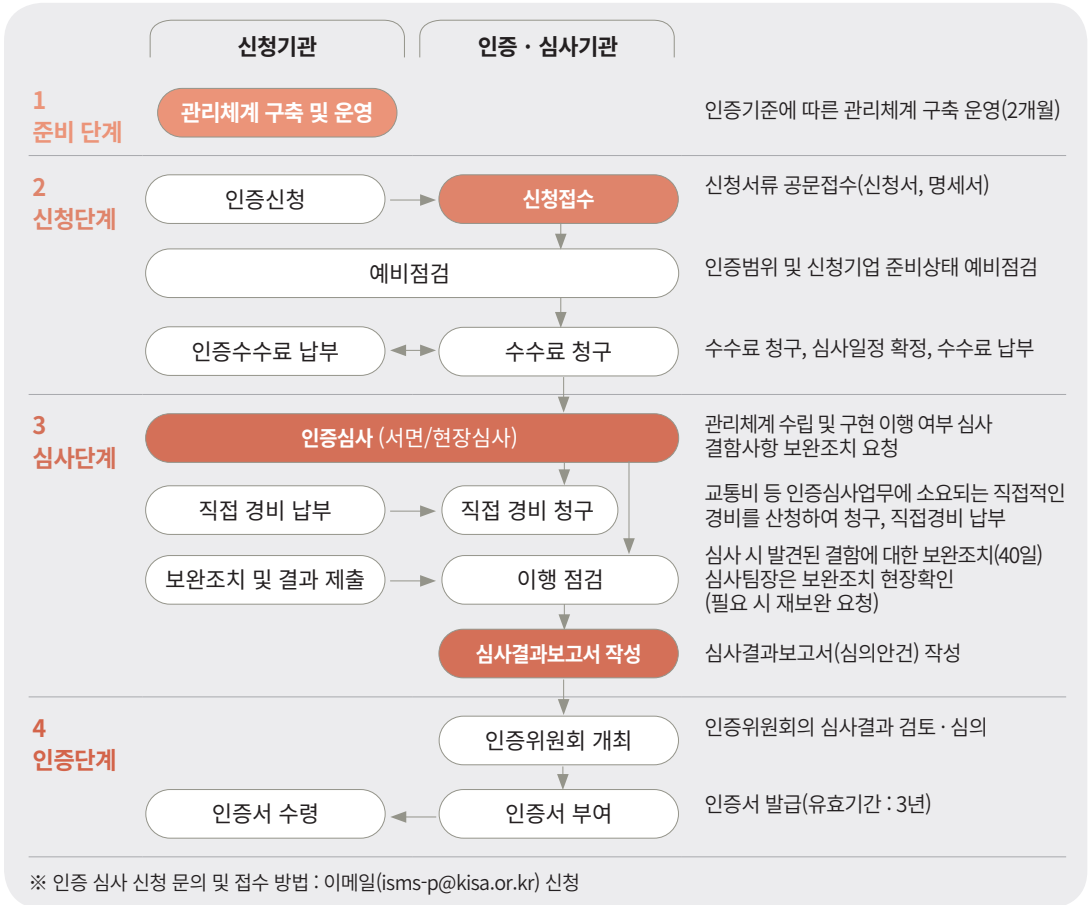 신청기관
인증 · 심사기관
1
준비 단계
관리체계 구축 및 운영
인증기준에 따른 관리체계 구축 운영(2개월)
2
신청단계
인증신청
신청접수
신청서류 공문접수(신청서, 명세서)
예비점검
인증범위 및 신청기업 준비상태 예비점검
인증수수료 납부
수수료 청구
수수료 청구, 심사일정 확정, 수수료 납부
3
심사단계
인증심사 (서면/현장심사)
관리체계 수립 및 구현 이행 여부 심사
결함사항 보완조치 요청
직접 경비 납부
직접 경비 청구
교통비 등 인증심사업무에 소요되는 직접적인
경비를 산청하여 청구, 직접경비 납부
보완조치 및 결과 제출
이행 점검
심사 시 발견된 결함에 대한 보완조치(40일)
심사팀장은 보완조치 현장확인
(필요 시 재보완 요청)
심사결과보고서 작성
심사결과보고서(심의안건) 작성
4
인증단계
인증위원회 개최
인증위원회의 심사결과 검토 · 심의
인증서 수령
인증서 부여
인증서 발급(유효기간 : 3년)
※ 인증 심사 신청 문의 및 접수 방법 : 이메일(isms-p@kisa.or.kr) 신청